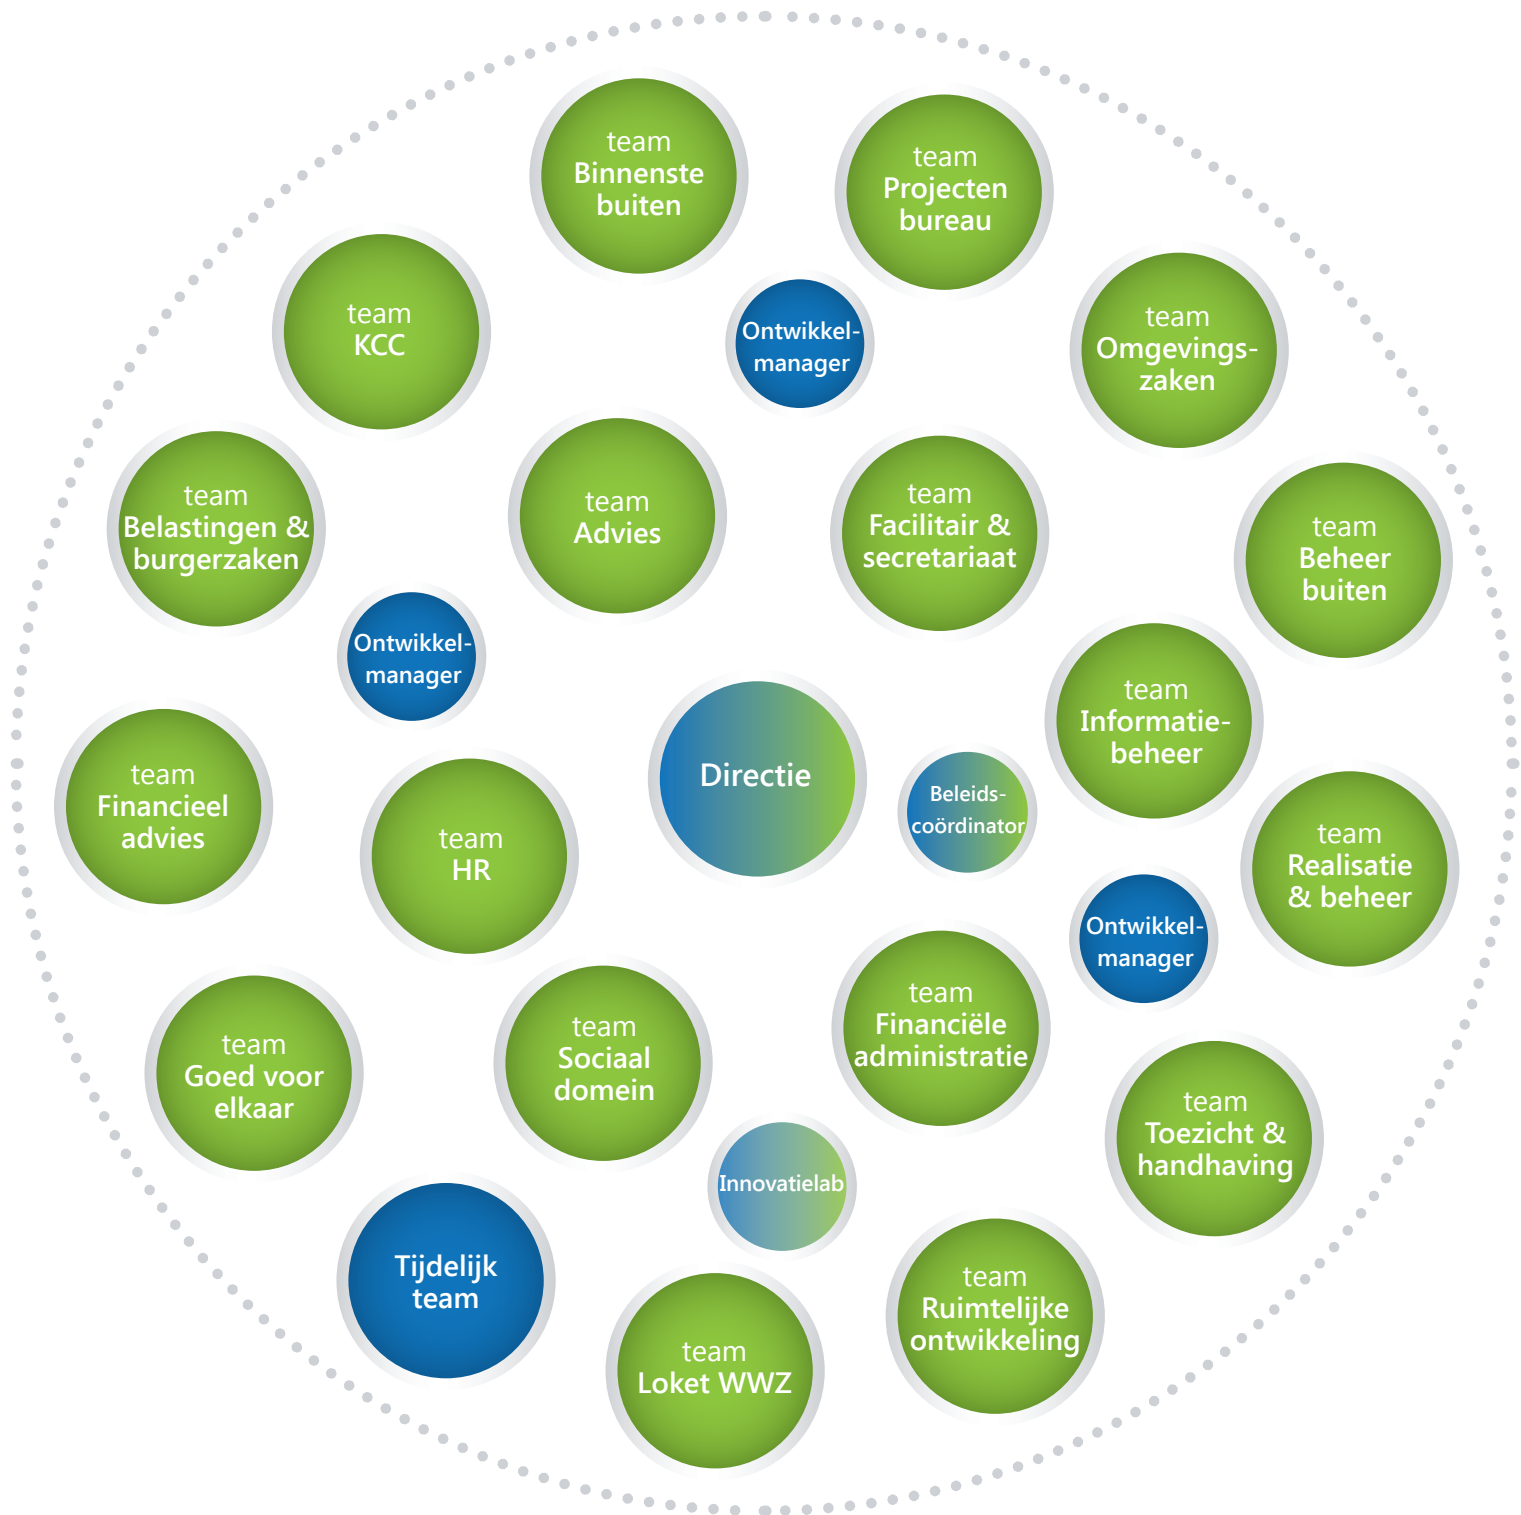 team
Binnenste
buiten
team
Projecten
bureau
team
KCC
Ontwikkel-
manager
team
Omgevings-
zaken
team
Belastingen &
burgerzaken
team
Advies
team
Facilitair &
secretariaat
team
Beheer
buiten
Ontwikkel-
manager
team
Informatie-
beheer
Directie
Beleids-
coördinator
team
Financieel
advies
team
HR
team
Realisatie
& beheer
Ontwikkel-
manager
team
Goed voor
elkaar
team
Sociaal
domein
team
Financiële
administratie
team
Toezicht &
handhaving
Innovatielab
Tijdelijk
team
team
Loket WWZ
team
Ruimtelijke
ontwikkeling